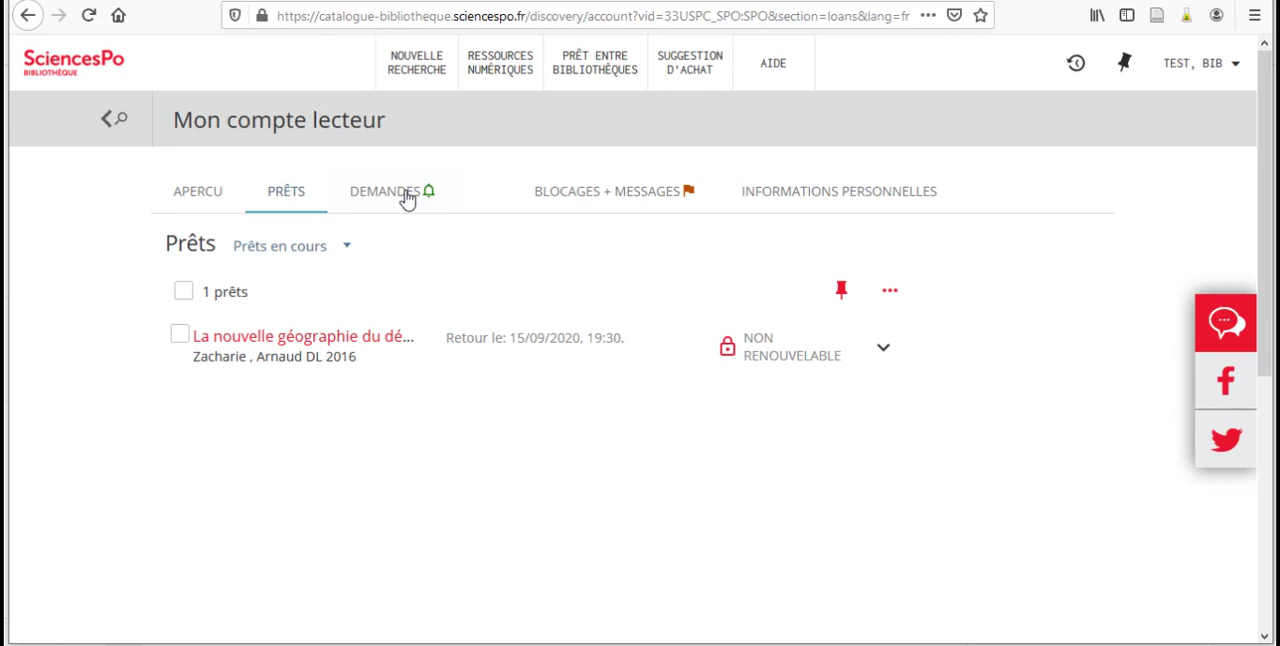 https://catalogue-bibliotheque.sciencespo.fr/discovery/account?vid=33USPC_SPO:SPO&section=loans&lang=fr
SciencesPo
BIBLIOTHÈQUE
NOUVELLE
RECHERCHE
RESSOURCES
NUMÉRIQUES
PRÊT ENTRE
BIBLIOTHÈQUES
SUGGESTION
D'ACHAT
AIDE
TEST, BIB
Mon compte lecteur
APERCU
PRÊTS
DEMANDES
BLOCAGES + MESSAGES
INFORMATIONS PERSONNELLES
Prêts
Prêts en cours
1 prêts
La nouvelle géographie du dé...
Zacharie , Arnaud DL 2016
Retour le: 15/09/2020, 19:30.
NON
RENOUVELABLE